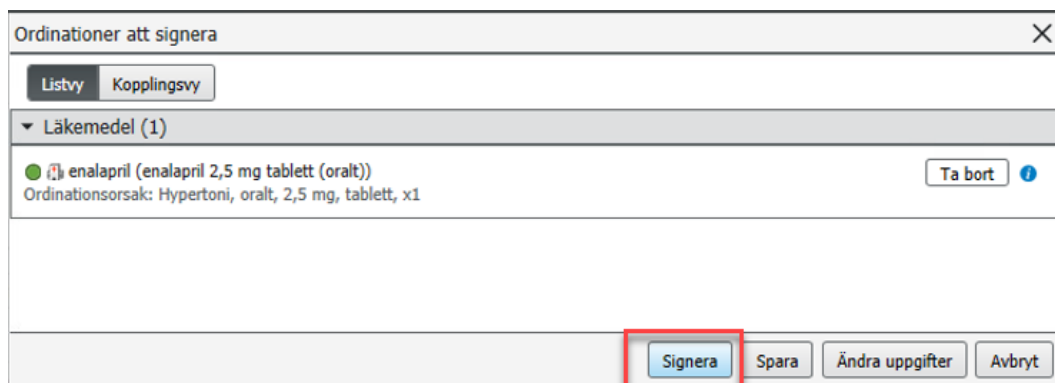 Ordinationer att signera
Listvy Kopplingsvy
Läkemedel (1)
enalapril (enalapril 2,5 mg tablett (oralt))
Ta bort
Ordinationsorsak: Hypertoni, oralt, 2,5 mg, tablett, x1
Signera Spara Ändra uppgifter Avbryt